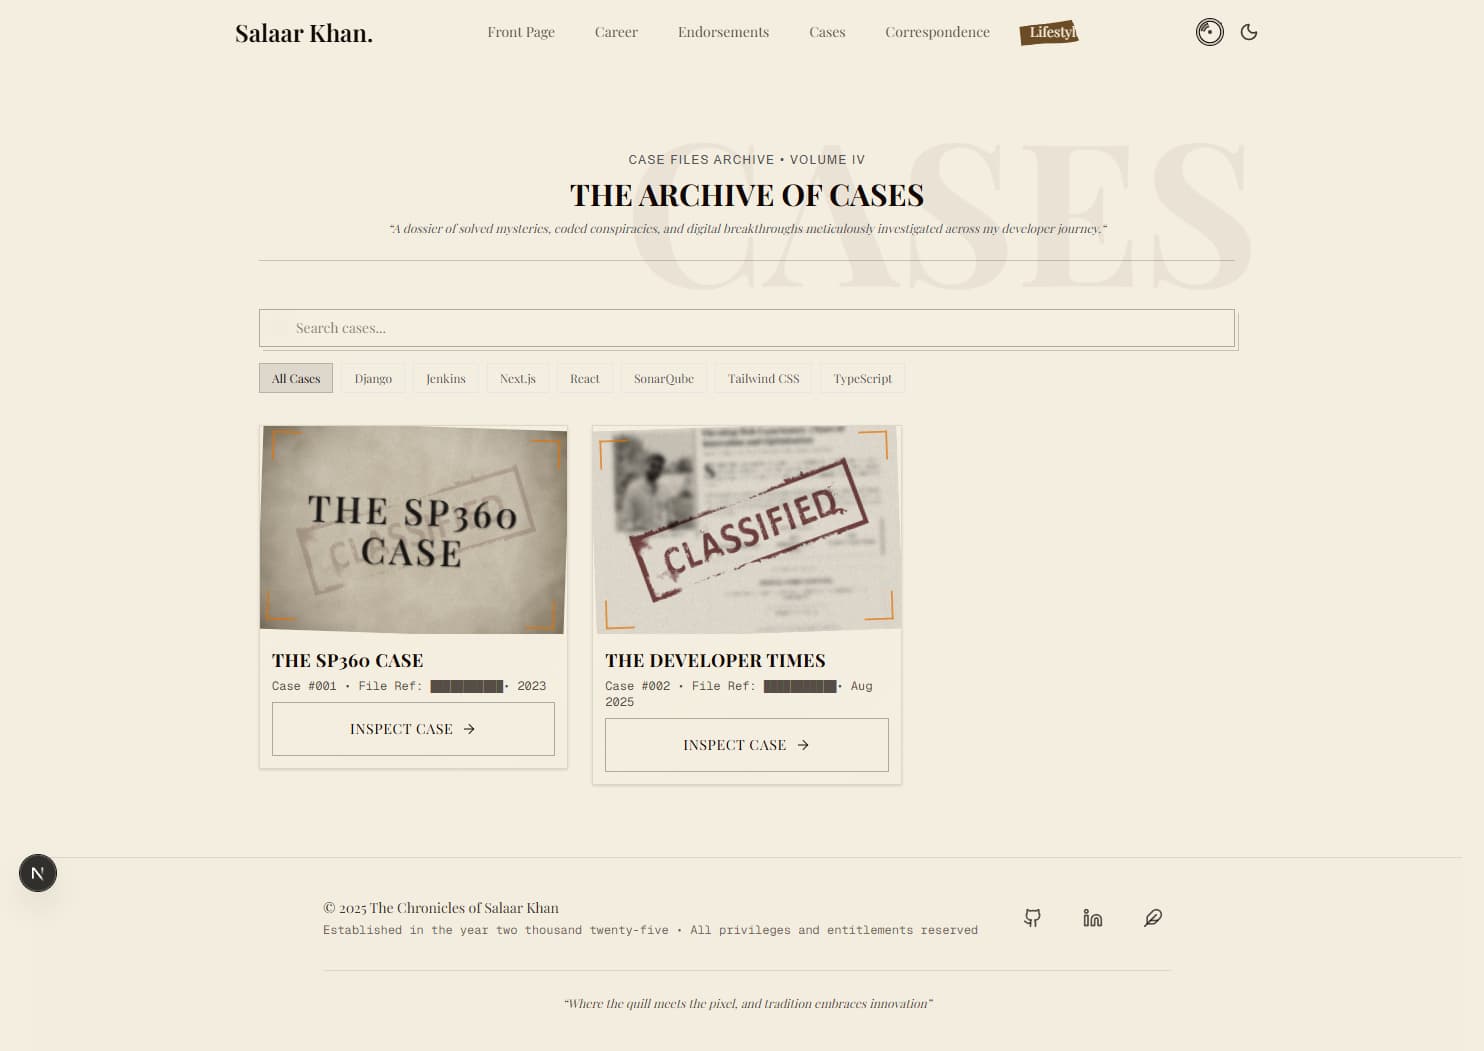 Salaar Khan.
Front Page Career Endorsements Cases Correspondence Lifestyl
CASES
CASE FILES ARCHIVE • VOLUME IV
THE ARCHIVE OF CASES
“A dossier of solved mysteries, coded conspiracies, and digital breakthroughs meticulously investigated across my developer journey.”
Search cases...
All Cases Django Jenkins Next.js React SonarQube Tailwind CSS TypeScript
CLASSIFIED
THE SP360
CASE
THE SP360 CASE
Case #001 • File Ref: ██████████• 2023
INSPECT CASE →
CLASSIFIED
THE DEVELOPER TIMES
Case #002 • File Ref: ██████████• Aug
2025
INSPECT CASE →
N
© 2025 The Chronicles of Salaar Khan
Established in the year two thousand twenty-five • All privileges and entitlements reserved
“Where the quill meets the pixel, and tradition embraces innovation”